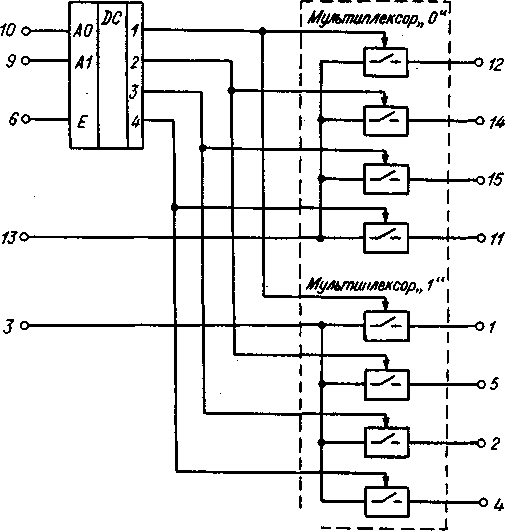 Мультиплексор „0“
10 A0 DC 1
9 A1 2
12
3
6 E 4
14
15
13
11
Мультиплексор „1“
3
1
5
2
4